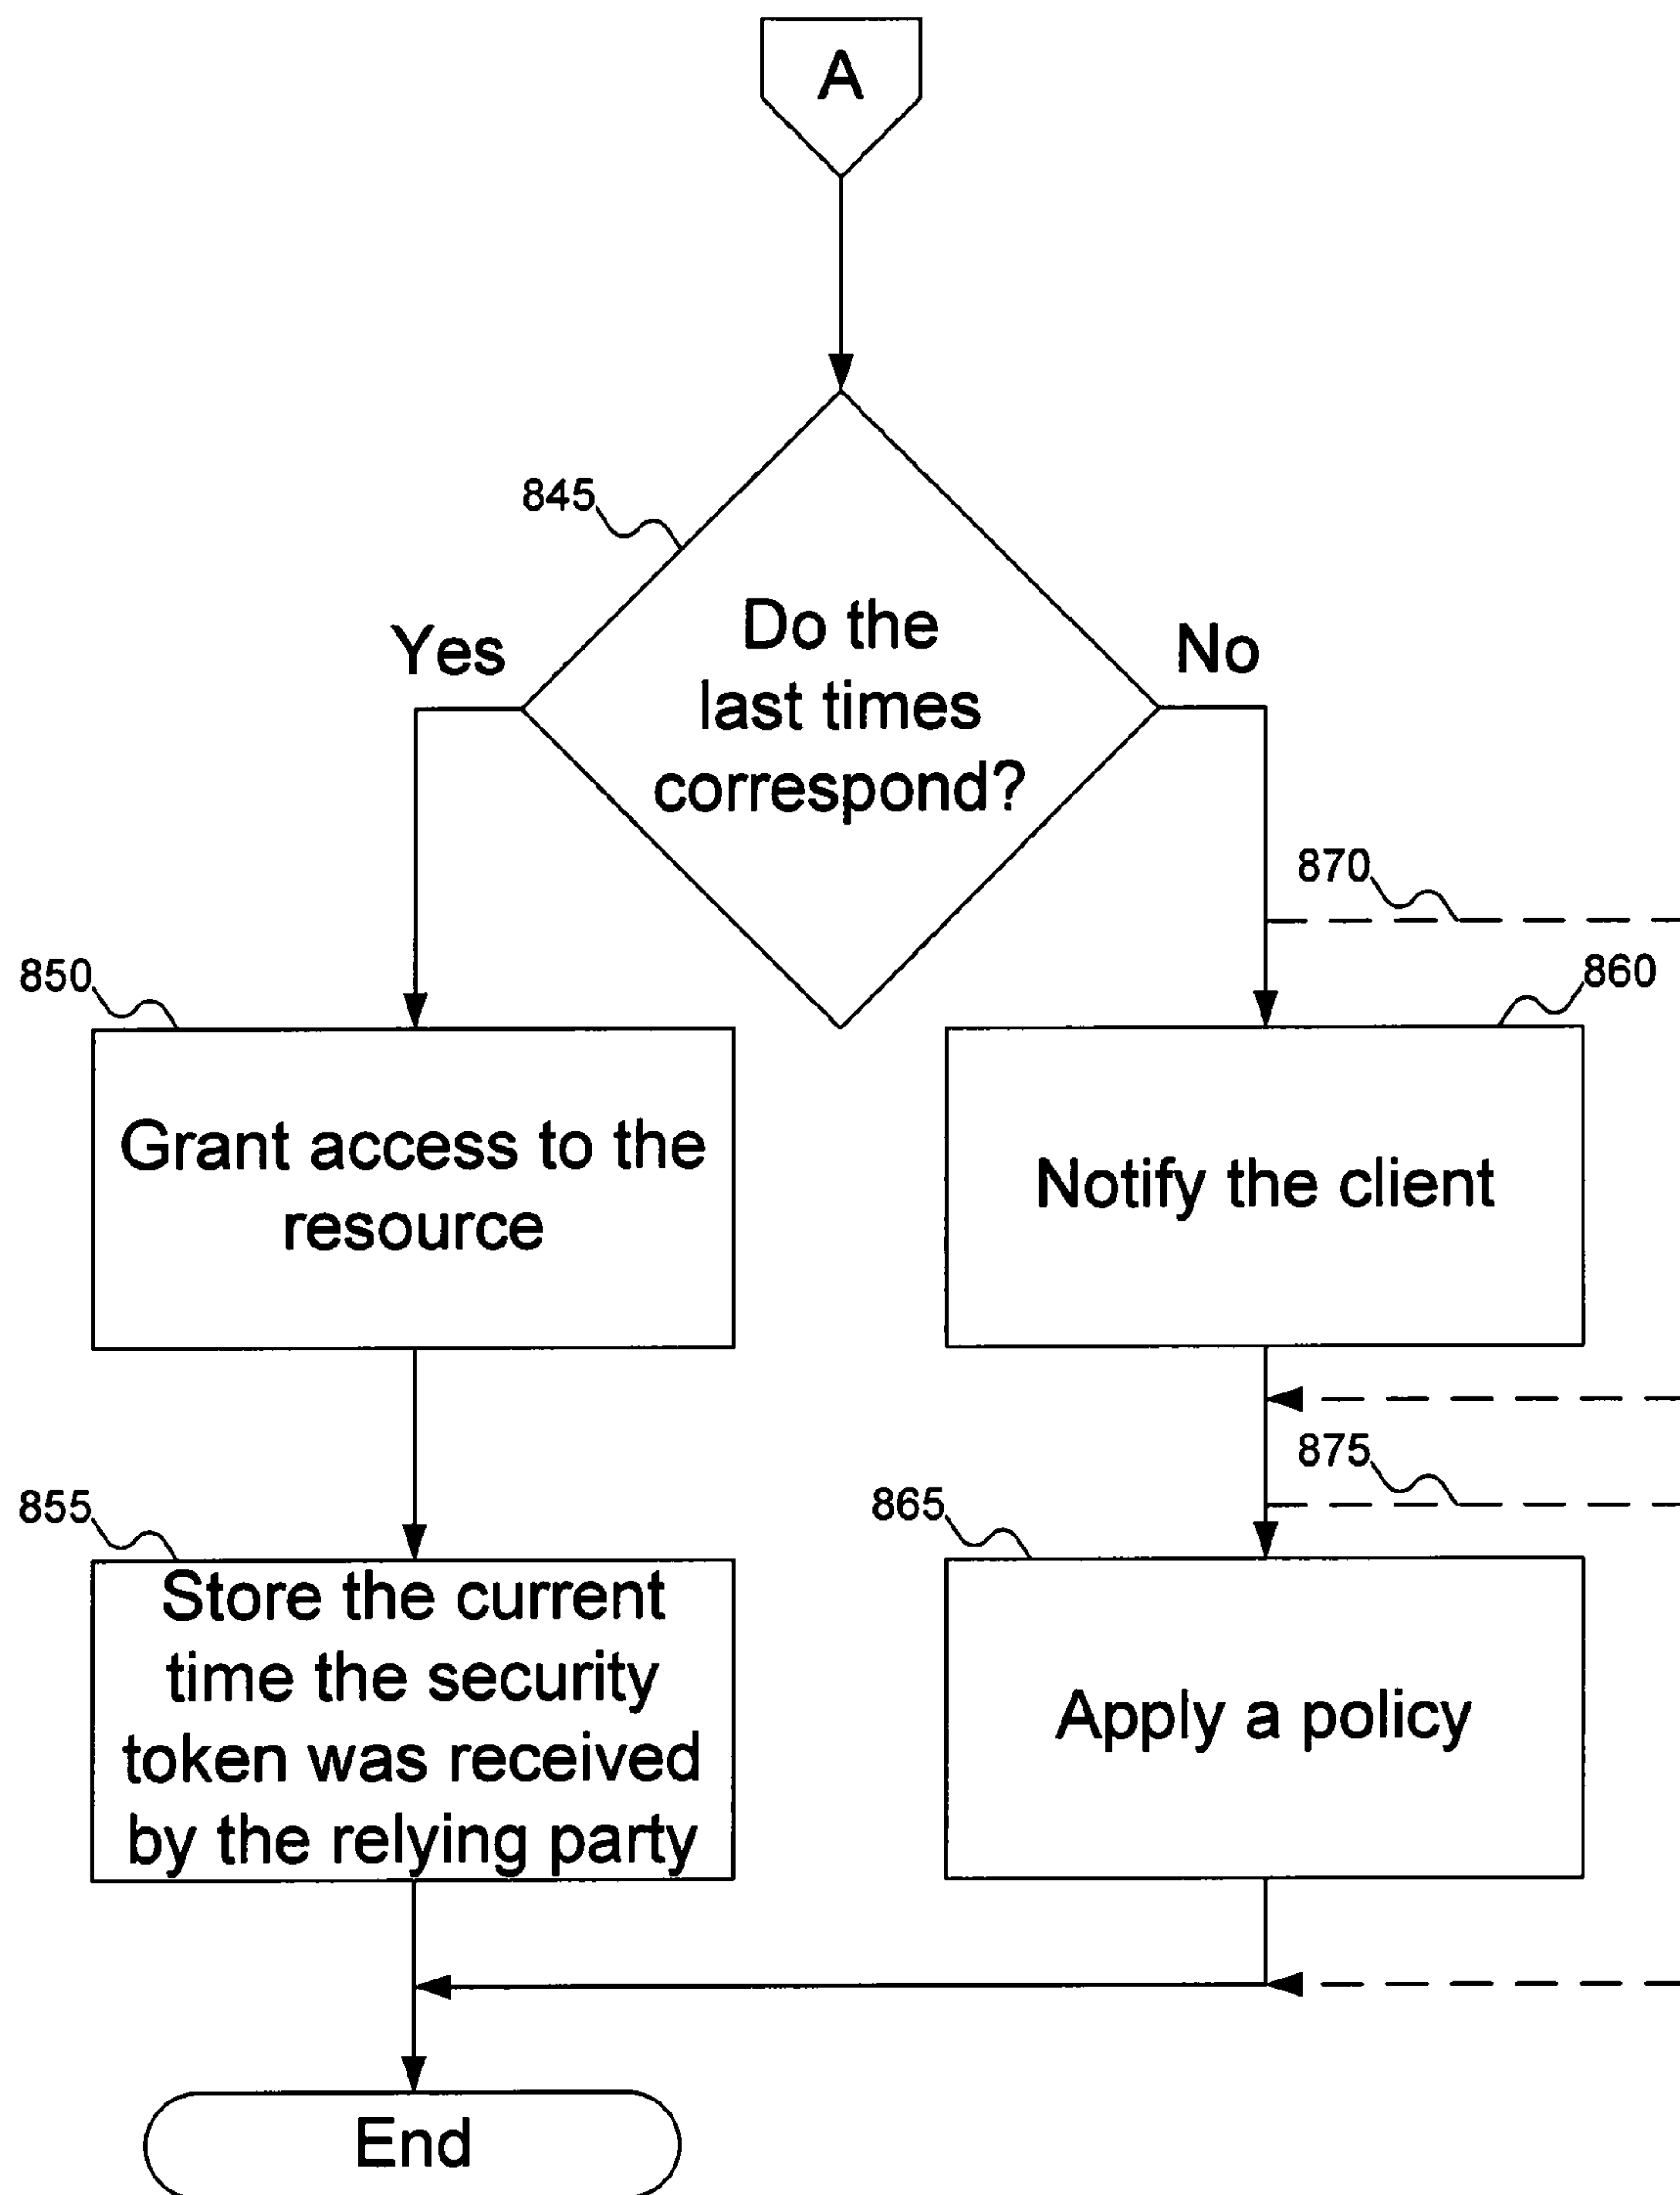 A
845
Yes
Do the
last times
correspond?
No
870
850
860
Grant access to the
resource
Notify the client
875
855
865
Store the current
time the security
token was received
by the relying party
Apply a policy
End